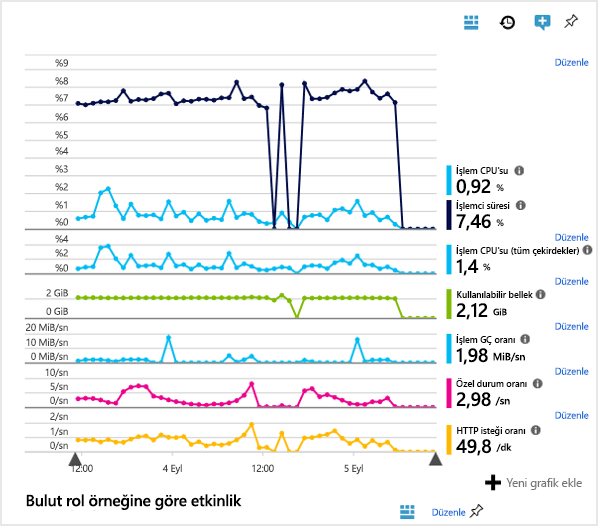 %9
Düzenle
%8
%7
%6
%5
%4
%3
%2
%1
%0
İşlem CPU'su
0,92 %
İşlemci süresi
7,46 %
Düzenle
%4
%2
%0
İşlem CPU'su (tüm çekirdekler)
1,4 %
Düzenle
2 GiB
0 GiB
Kullanılabilir bellek
2,12 GiB
Düzenle
20 MiB/sn
10 MiB/sn
0 MiB/sn
İşlem GÇ oranı
1,98 MiB/sn
Düzenle
10/sn
5/sn
0/sn
Özel durum oranı
2,98 /sn
Düzenle
2/sn
1/sn
0/sn
HTTP isteği oranı
49,8 /dk
12:00
4 Eyl
12:00
5 Eyl
Yeni grafik ekle
Bulut rol örneğine göre etkinlik
Düzenle